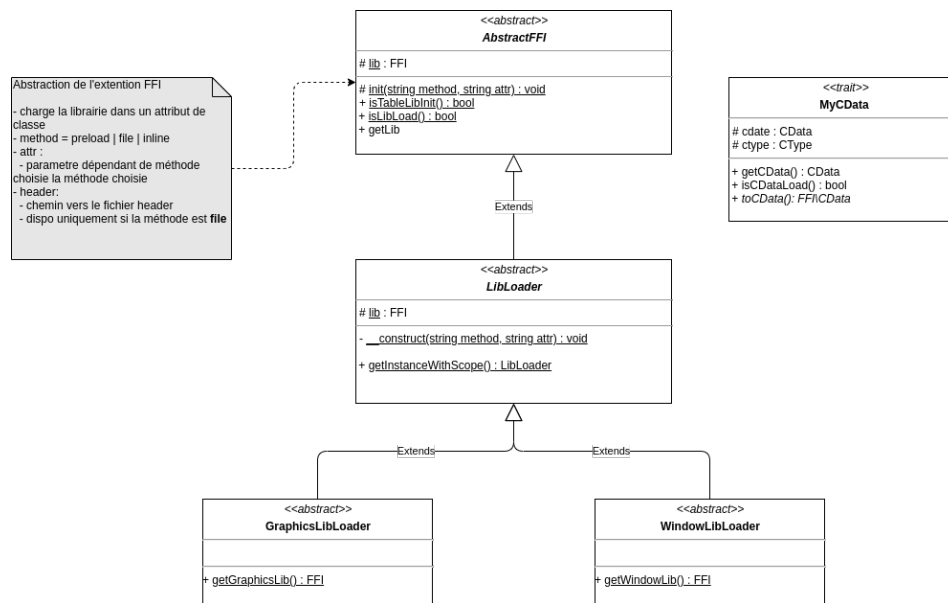 <<abstract>>
AbstractFFI
# lib : FFI
# init(string method, string attr) : void
+ isTableLibInit() : bool
+ isLibLoad() : bool
+ getLib
Abstraction de l'extention FFI
- charge la librairie dans un attribut de
classe
- method = preload | file | inline
- attr :
- parametre dépendant de méthode
choisie la méthode choisie
- header:
- chemin vers le fichier header
- dispo uniquement si la méthode est file
<<trait>>
MyCData
# cdate : CData
# ctype : CType
+ getCData() : CData
+ isCDataLoad() : bool
+ toCData(): FFI\CData
Extends
<<abstract>>
LibLoader
# lib : FFI
- __construct(string method, string attr) : void
+ getInstanceWithScope() : LibLoader
Extends
Extends
<<abstract>>
GraphicsLibLoader
+ getGraphicsLib() : FFI
<<abstract>>
WindowLibLoader
+ getWindowLib() : FFI